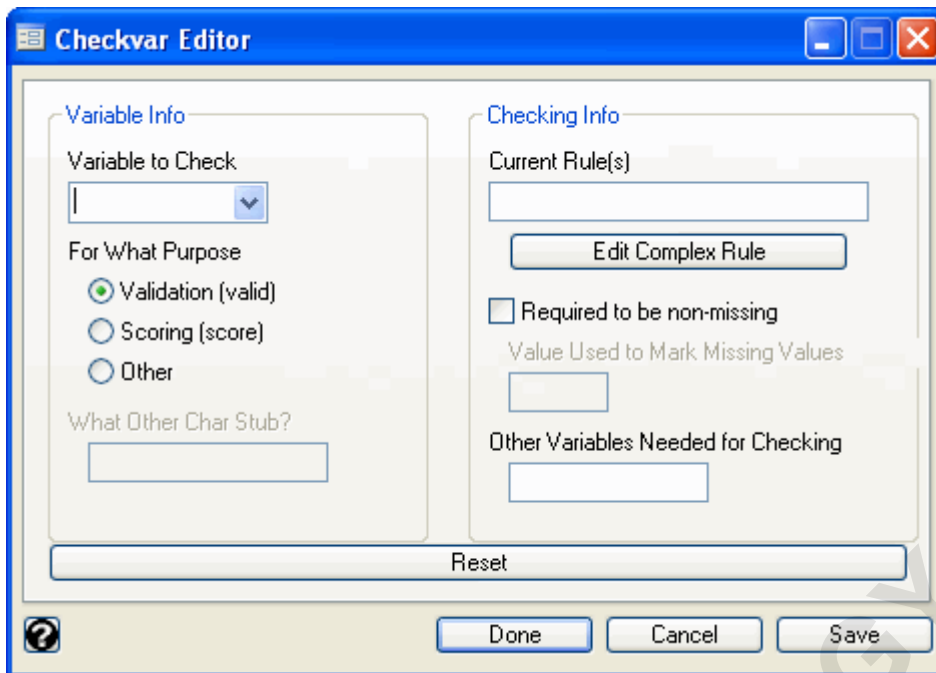 Checkvar Editor
Variable Info
Variable to Check
For What Purpose
Validation (valid)
Scoring (score)
Other
What Other Char Stub?
Checking Info
Current Rule(s)
Edit Complex Rule
Required to be non-missing
Value Used to Mark Missing Values
Other Variables Needed for Checking
Reset
?
Done
Cancel
Save